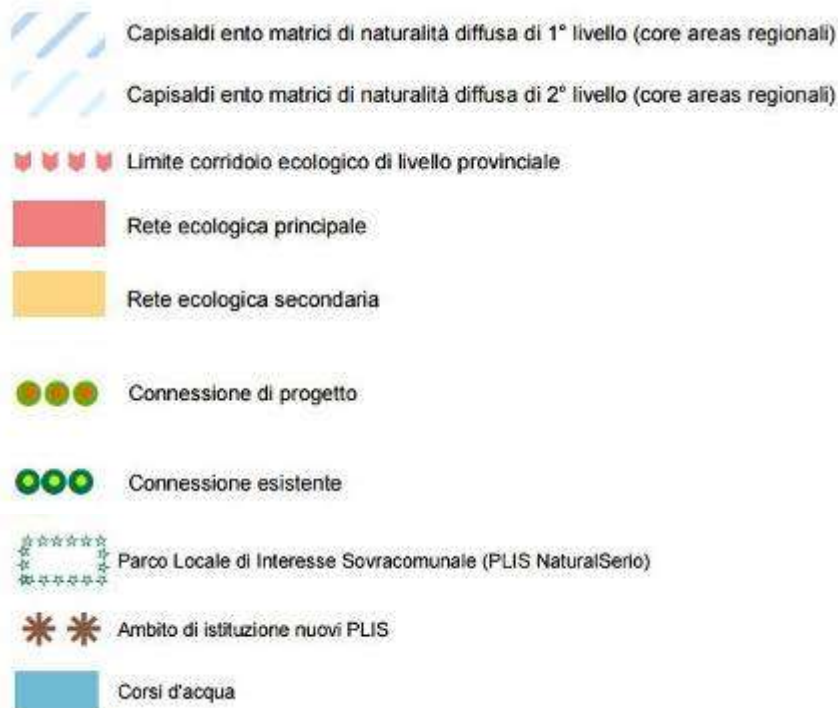 Capisaldi ento matrici di naturalità diffusa di 1° livello (core areas regionali)
Capisaldi ento matrici di naturalità diffusa di 2° livello (core areas regionali)
Limite corridoio ecologico di livello provinciale
Rete ecologica principale
Rete ecologica secondaria
Connessione di progetto
Connessione esistente
Parco Locale di Interesse Sovracomunale (PLIS NaturalSerio)
Ambito di istituzione nuovi PLIS
Corsi d'acqua